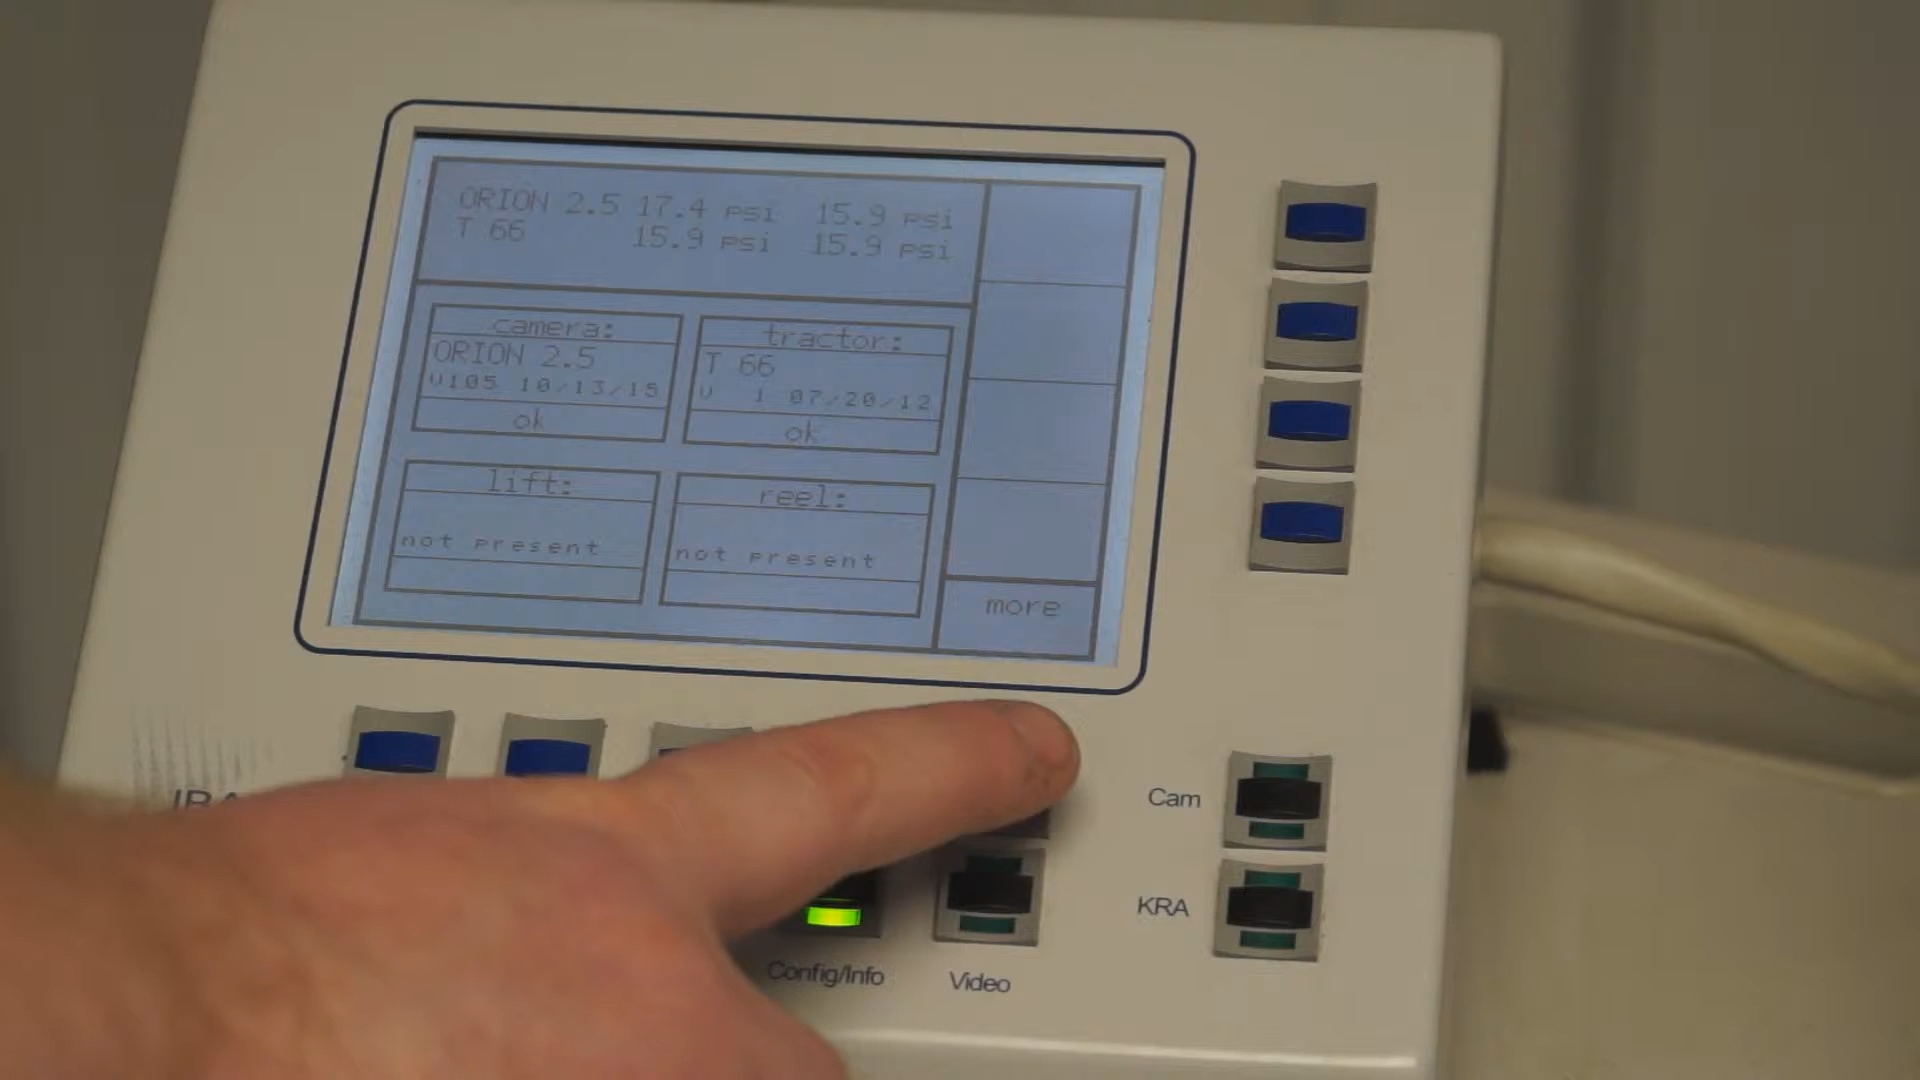 ORION 2.5 17.4 psi 15.9 psi
T 66 15.9 psi 15.9 psi
camera:
ORION 2.5
V105 10/13/15
ok
tractor:
T 66
V 1 07/20/12
ok
lift:
not present
reel:
not present
more
Cam
KRA
Config/Info
Video